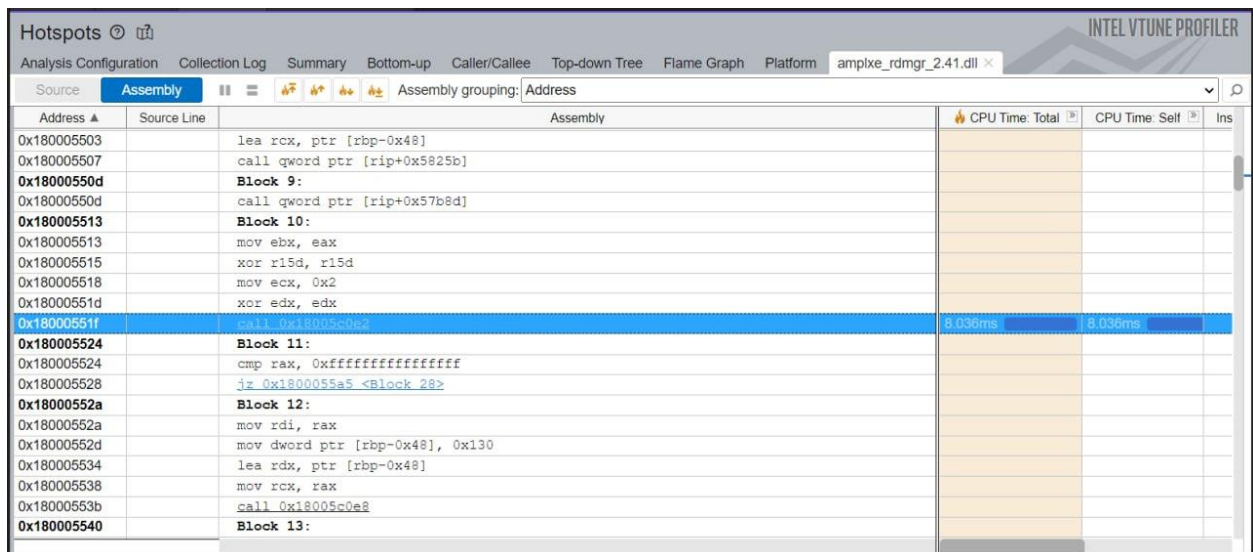 Hotspots
INTEL VTUNE PROFILER
Analysis Configuration Collection Log Summary Bottom-up Caller/Callee Top-down Tree Flame Graph Platform amplxe_rdmgr_2.41.dll ×
Source Assembly Assembly grouping: Address
Address ▲ Source Line Assembly CPU Time: Total CPU Time: Self Ins
0x180005503 lea rcx, ptr [rbp-0x48]
0x180005507 call qword ptr [rip+0x5825b]
0x18000550d Block 9:
0x18000550d call qword ptr [rip+0x57b8d]
0x180005513 Block 10:
0x180005513 mov ebx, eax
0x180005515 xor r15d, r15d
0x180005518 mov ecx, 0x2
0x18000551d xor edx, edx
0x18000551f call 0x18005c0e2 8.036ms 8.036ms
0x180005524 Block 11:
0x180005524 cmp rax, 0xffffffffffffffff
0x180005528 jz 0x1800055a5 <Block 28>
0x18000552a Block 12:
0x18000552a mov rdi, rax
0x18000552d mov dword ptr [rbp-0x48], 0x130
0x180005534 lea rdx, ptr [rbp-0x48]
0x180005538 mov rcx, rax
0x18000553b call 0x18005c0e8
0x180005540 Block 13: